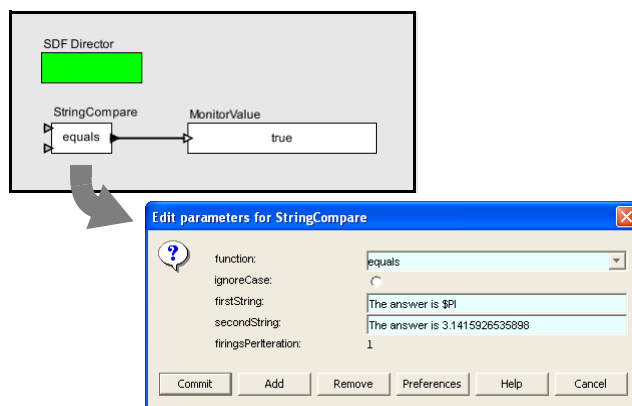 SDF Director
StringCompare
MonitorValue
equals
true
Edit parameters for StringCompare
?
function:
equals
ignoreCase:
firstString:
The answer is $PI
secondString:
The answer is 3.1415926535898
firingsPerIteration:
1
Commit
Add
Remove
Preferences
Help
Cancel